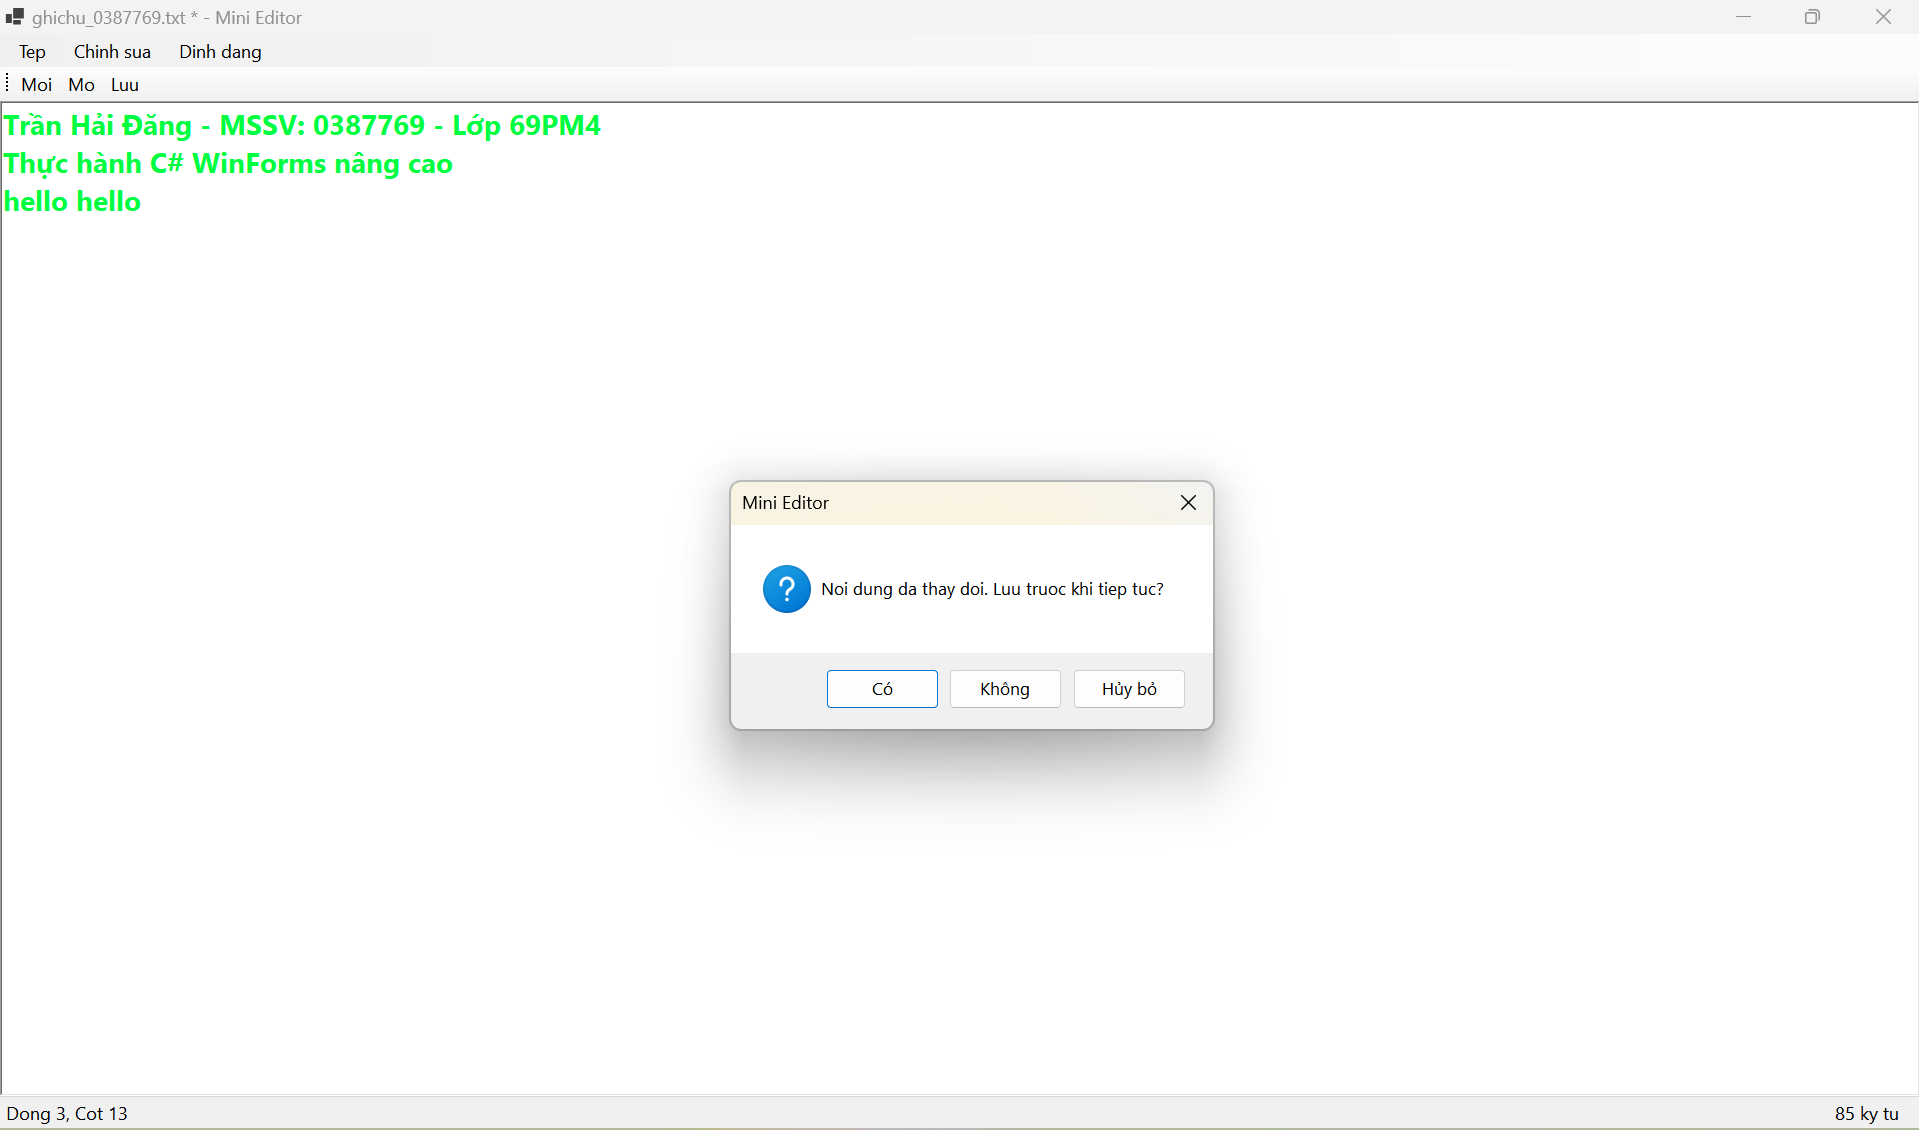 ghichu_0387769.txt * - Mini Editor
Tep Chinh sua Dinh dang
Moi Mo Luu
Trần Hải Đăng - MSSV: 0387769 - Lớp 69PM4
Thực hành C# WinForms nâng cao
hello hello
Mini Editor
Noi dung da thay doi. Luu truoc khi tiep tuc?
Có Không Hủy bỏ
Dong 3, Cot 13 85 ky tu